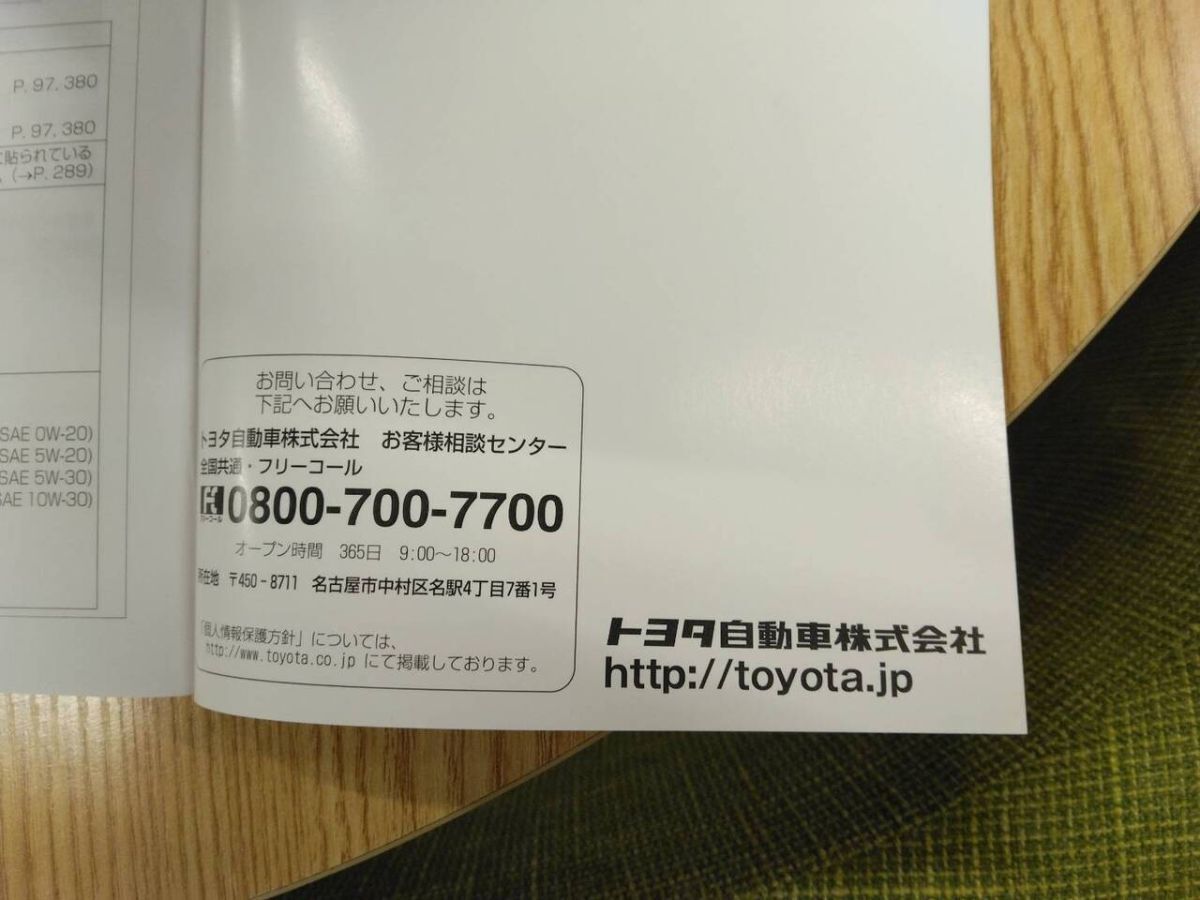 P. 97, 380
P. 97, 380
に貼られている
(→P. 289)
(SAE 0W-20)
(SAE 5W-20)
(SAE 5W-30)
(SAE 10W-30)
お問い合わせ、ご相談は
下記へお願いいたします。
トヨタ自動車株式会社 お客様相談センター
全国共通・フリーコール
フリーコール 0800-700-7700
オープン時間 365日 9:00〜18:00
所在地 〒450-8711 名古屋市中村区名駅4丁目7番1号
「個人情報保護方針」については、
http://www.toyota.co.jp にて掲載しております。
トヨタ自動車株式会社
http://toyota.jp